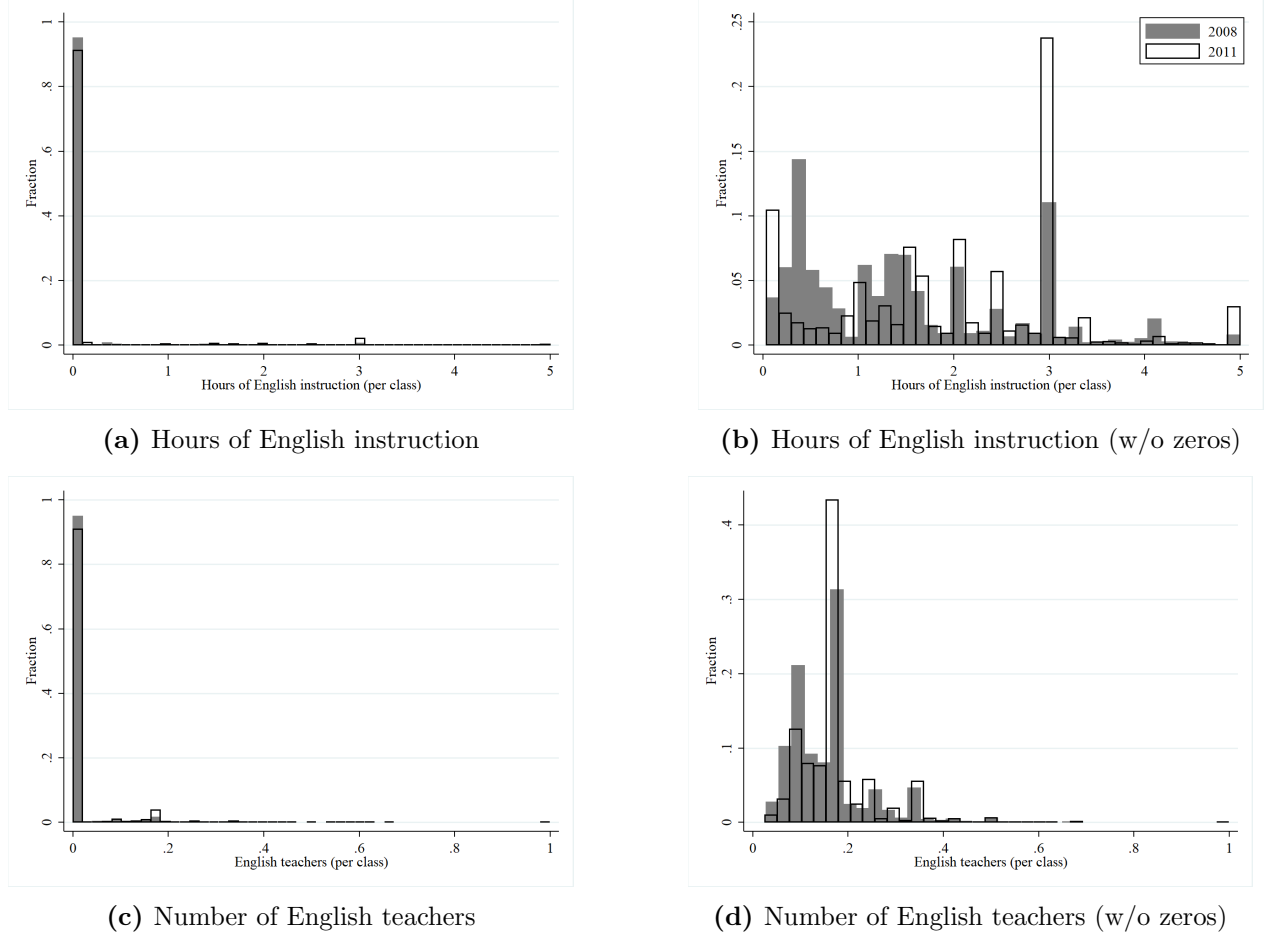 1
.8
.6
.4
.2
0
Fraction
0 1 2 3 4 5
Hours of English instruction (per class)
(a) Hours of English instruction
.25
.2
.15
.1
.05
0
Fraction
2008
2011
0 1 2 3 4 5
Hours of English instruction (per class)
(b) Hours of English instruction (w/o zeros)
1
.8
.6
.4
.2
0
Fraction
0 .2 .4 .6 .8 1
English teachers (per class)
(c) Number of English teachers
.4
.3
.2
.1
0
Fraction
0 .2 .4 .6 .8 1
English teachers (per class)
(d) Number of English teachers (w/o zeros)